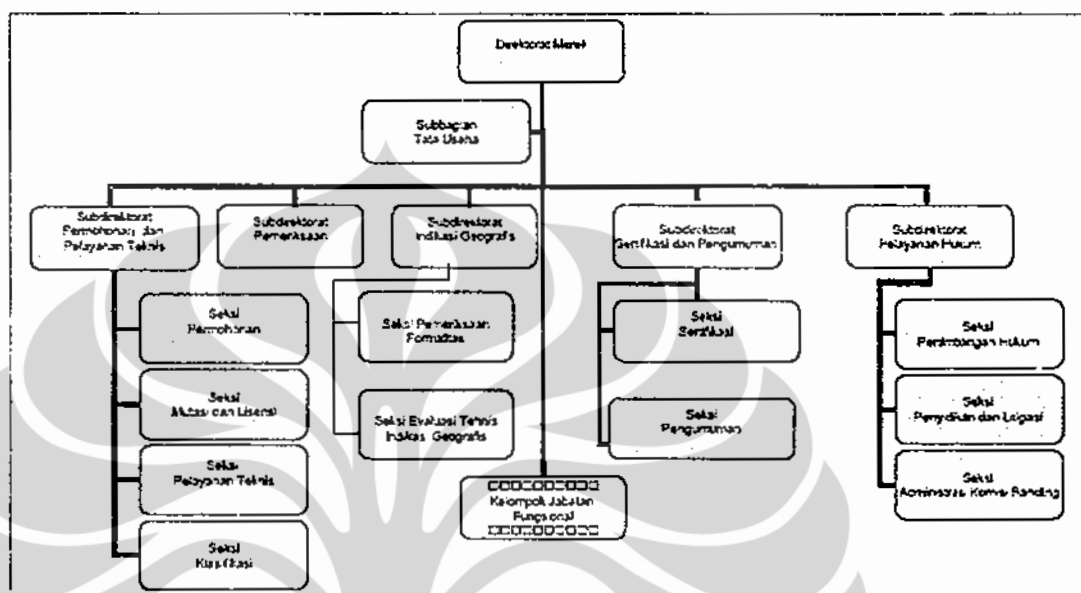 Direktorat Merek
Subbagian
Tata Usaha
Subdirektorat
Permohonan dan
Pelayanan Teknis
Subdirektorat
Pemeriksaan
Subdirektorat
Indikasi Geografis
Subdirektorat
Sertifikasi dan Pengumuman
Subdirektorat
Pelayanan Hukum
Seksi
Permohonan
Seksi
Mutasi dan Lisensi
Seksi
Pelayanan Teknis
Seksi
Klasifikasi
Seksi Pemeriksaan
Formalitas
Seksi Evaluasi Tehnis
Indikasi Geografis
Seksi
Sertifikasi
Seksi
Pengumuman
Seksi
Pertimbangan Hukum
Seksi
Penyidikan dan Litigasi
Seksi
Administrasi Komisi Banding
□□□□□□□□□□
Kelompok Jabatan
Fungsional
□□□□□□□□□□